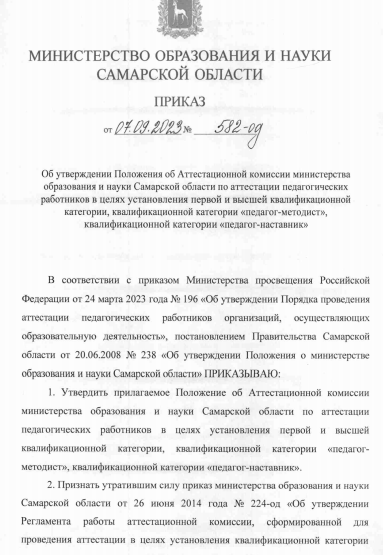 МИНИСТЕРСТВО ОБРАЗОВАНИЯ И НАУКИ
САМАРСКОЙ ОБЛАСТИ
ПРИКАЗ
от 07.09.2023 № 582-од
Об утверждении Положения об Аттестационной комиссии министерства
образования и науки Самарской области по аттестации педагогических
работников в целях установления первой и высшей квалификационной
категории, квалификационной категории «педагог-методист»,
квалификационной категории «педагог-наставник»
В соответствии с приказом Министерства просвещения Российской
Федерации от 24 марта 2023 года № 196 «Об утверждении Порядка проведения
аттестации педагогических работников организаций, осуществляющих
образовательную деятельность», постановлением Правительства Самарской
области от 20.06.2008 № 238 «Об утверждении Положения о министерстве
образования и науки Самарской области» ПРИКАЗЫВАЮ:
1. Утвердить прилагаемое Положение об Аттестационной комиссии
министерства образования и науки Самарской области по аттестации
педагогических работников в целях установления первой и высшей
квалификационной категории, квалификационной категории «педагог-
методист», квалификационной категории «педагог-наставник».
2. Признать утратившим силу приказ министерства образования и науки
Самарской области от 26 июня 2014 года № 224-од «Об утверждении
Регламента работы аттестационной комиссии, сформированной для
проведения аттестации в целях установления квалификационной категории